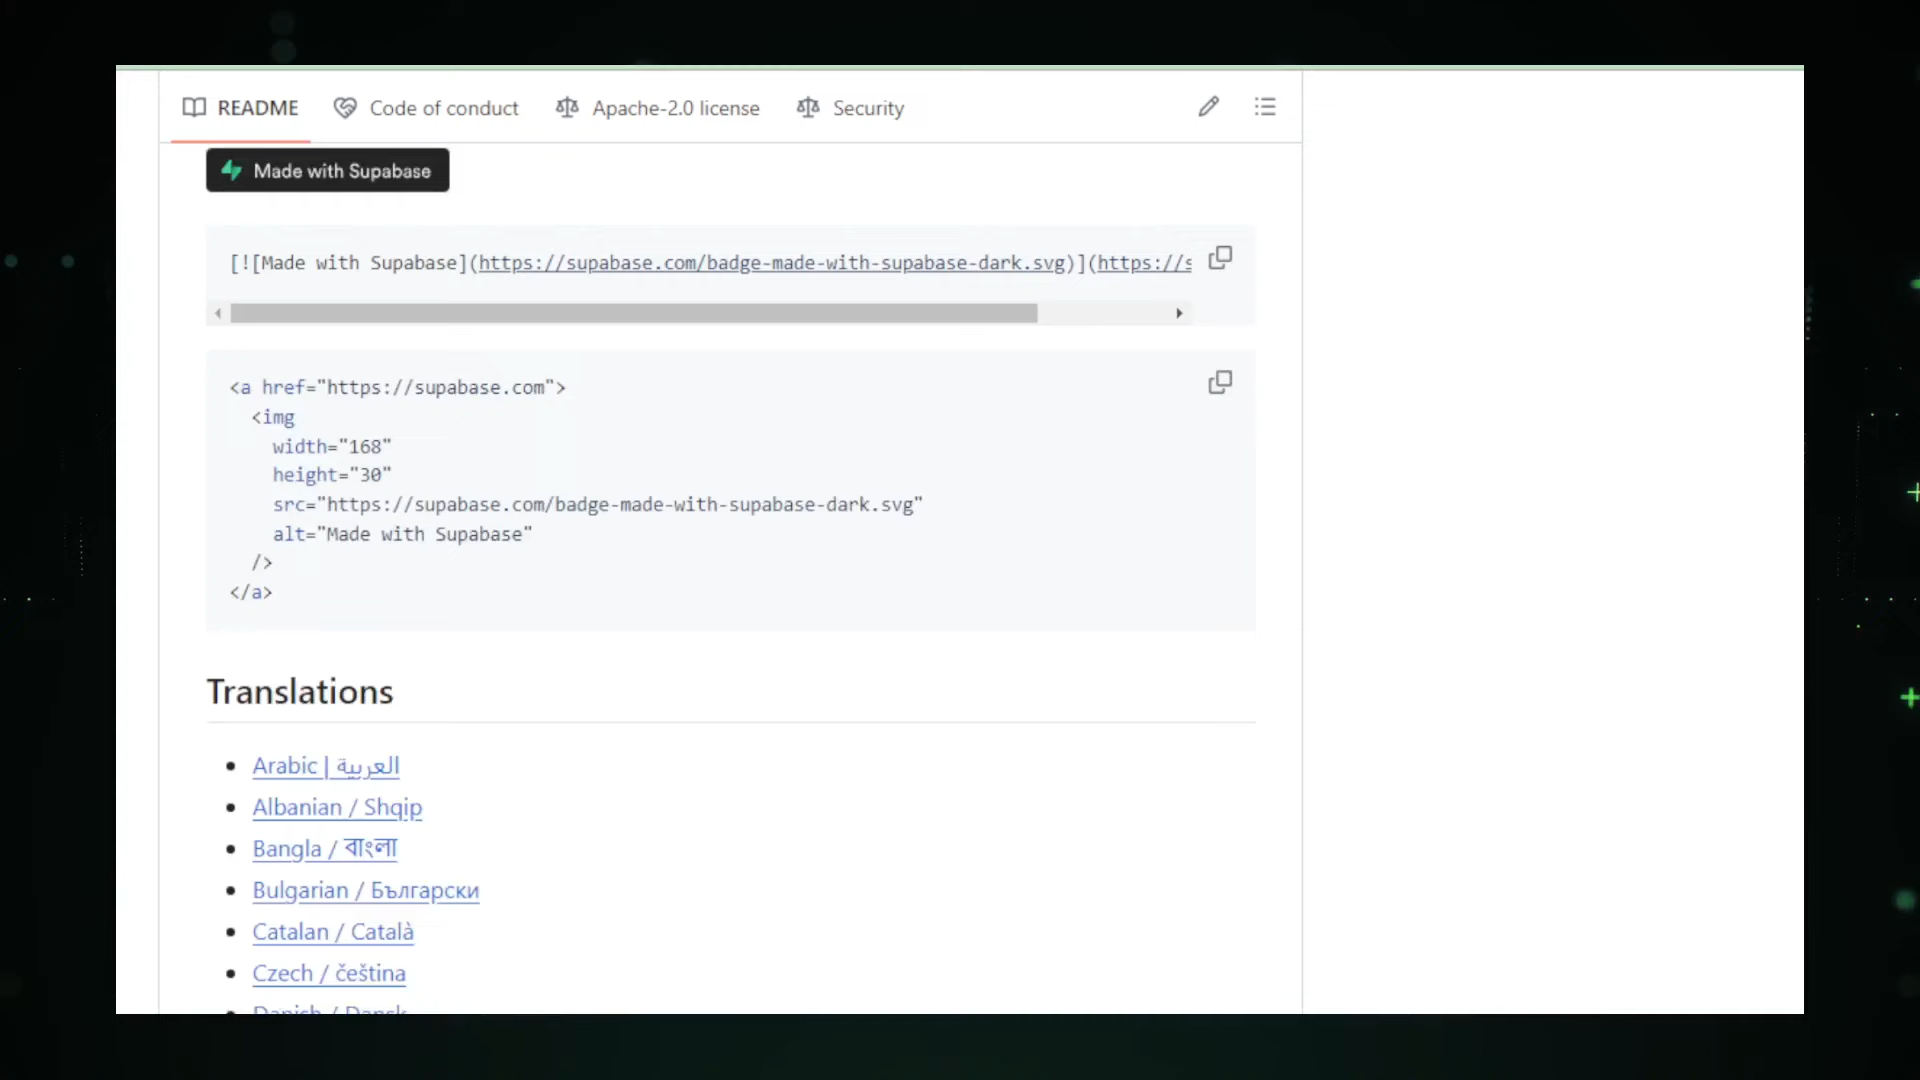 README Code of conduct Apache-2.0 license Security
Made with Supabase
[![Made with Supabase](https://supabase.com/badge-made-with-supabase-dark.svg)](https://s
<a href="https://supabase.com">
<img
width="168"
height="30"
src="https://supabase.com/badge-made-with-supabase-dark.svg"
alt="Made with Supabase"
/>
</a>
Translations
Arabic | العربية
Albanian / Shqip
Bangla / বাংলা
Bulgarian / Български
Catalan / Català
Czech / čeština
Danish / Dansk